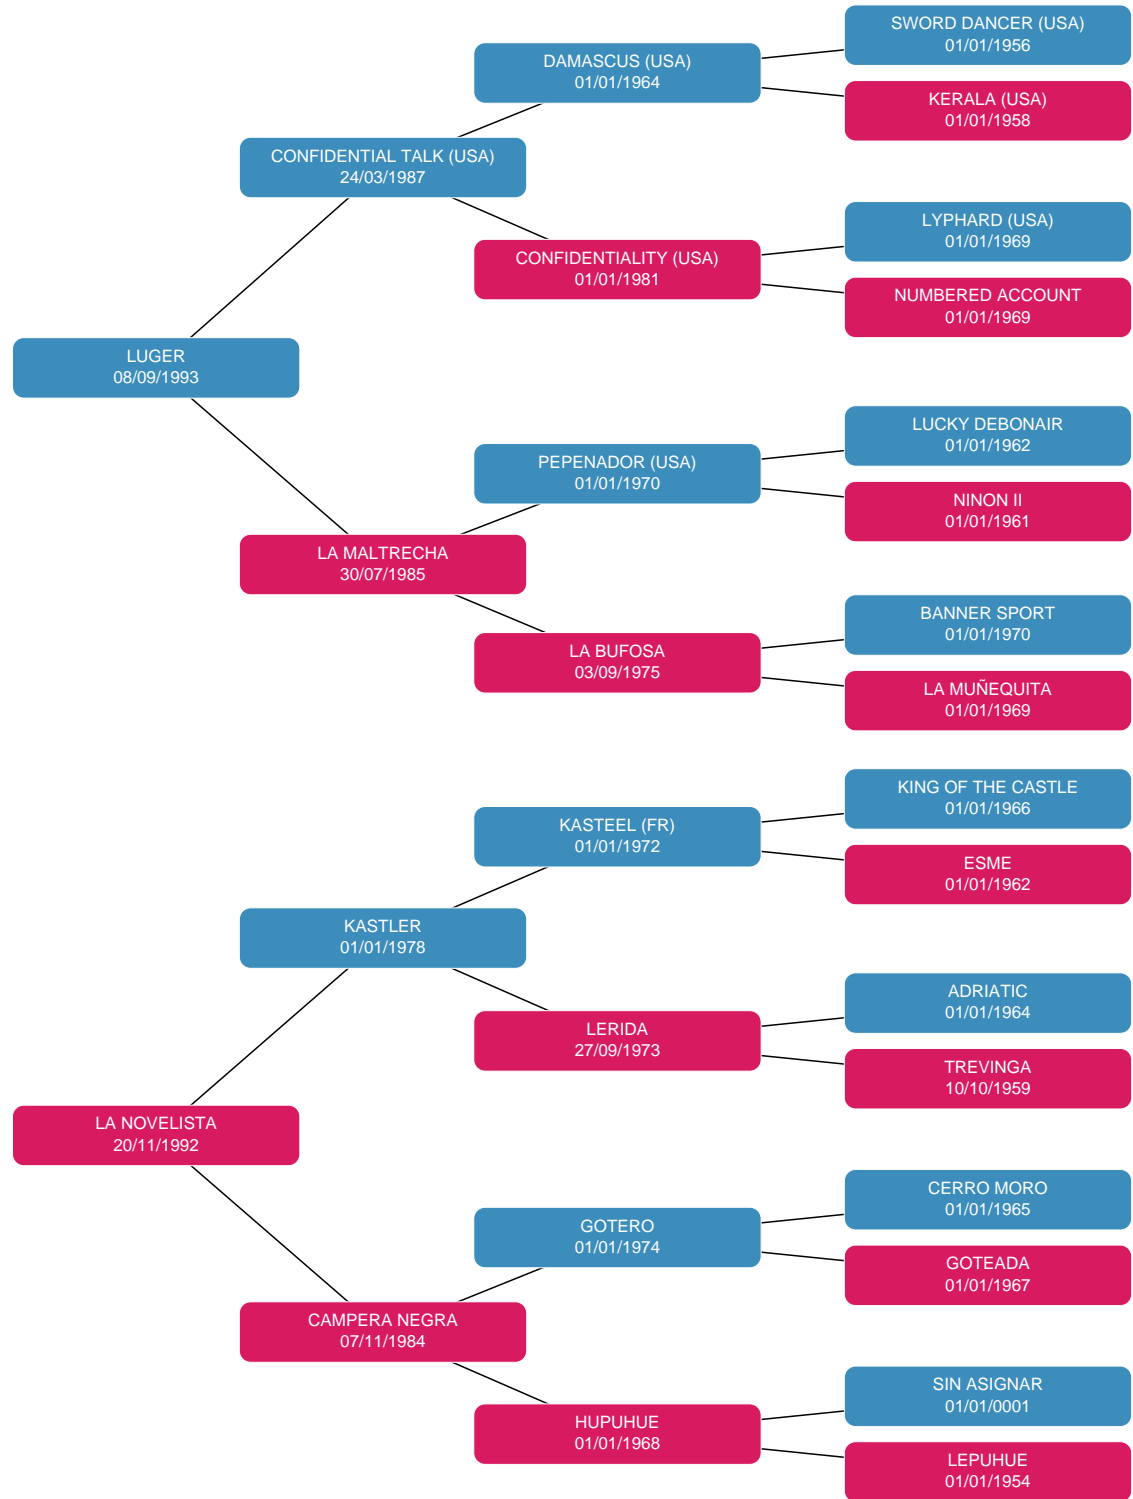 SWORD DANCER (USA)
01/01/1956
DAMASCUS (USA)
01/01/1964
KERALA (USA)
01/01/1958
CONFIDENTIAL TALK (USA)
24/03/1987
LYPHARD (USA)
01/01/1969
CONFIDENTIALITY (USA)
01/01/1981
NUMBERED ACCOUNT
01/01/1969
LUGER
08/09/1993
LUCKY DEBONAIR
01/01/1962
PEPENADOR (USA)
01/01/1970
NINON II
01/01/1961
LA MALTRECHA
30/07/1985
BANNER SPORT
01/01/1970
LA BUFOSA
03/09/1975
LA MUÑEQUITA
01/01/1969
KING OF THE CASTLE
01/01/1966
KASTEEL (FR)
01/01/1972
ESME
01/01/1962
KASTLER
01/01/1978
ADRIATIC
01/01/1964
LERIDA
27/09/1973
TREVINGA
10/10/1959
LA NOVELISTA
20/11/1992
CERRO MORO
01/01/1965
GOTERO
01/01/1974
GOTEADA
01/01/1967
CAMPERA NEGRA
07/11/1984
SIN ASIGNAR
01/01/0001
HUPUHUE
01/01/1968
LEPUHUE
01/01/1954